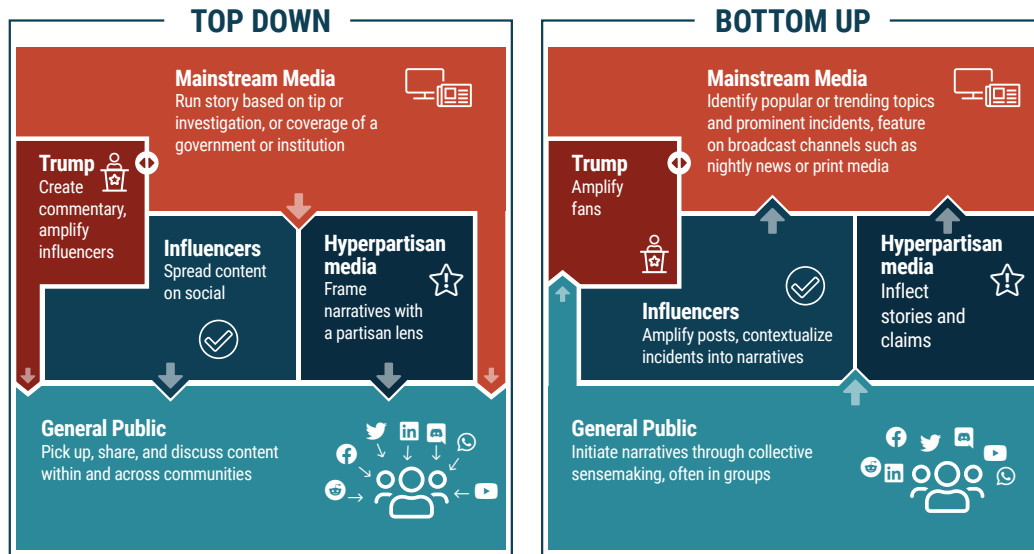 TOP DOWN
Mainstream Media
Run story based on tip or
investigation, or coverage of a
government or institution
Trump
Create
commentary,
amplify
influencers
Influencers
Spread content
on social
Hyperpartisan
media
Frame
narratives with
a partisan lens
General Public
Pick up, share, and discuss content
within and across communities
BOTTOM UP
Mainstream Media
Identify popular or trending topics
and prominent incidents, feature
on broadcast channels such as
nightly news or print media
Trump
Amplify
fans
Influencers
Amplify posts, contextualize
incidents into narratives
Hyperpartisan
media
Inflect
stories and
claims
General Public
Initiate narratives through collective
sensemaking, often in groups